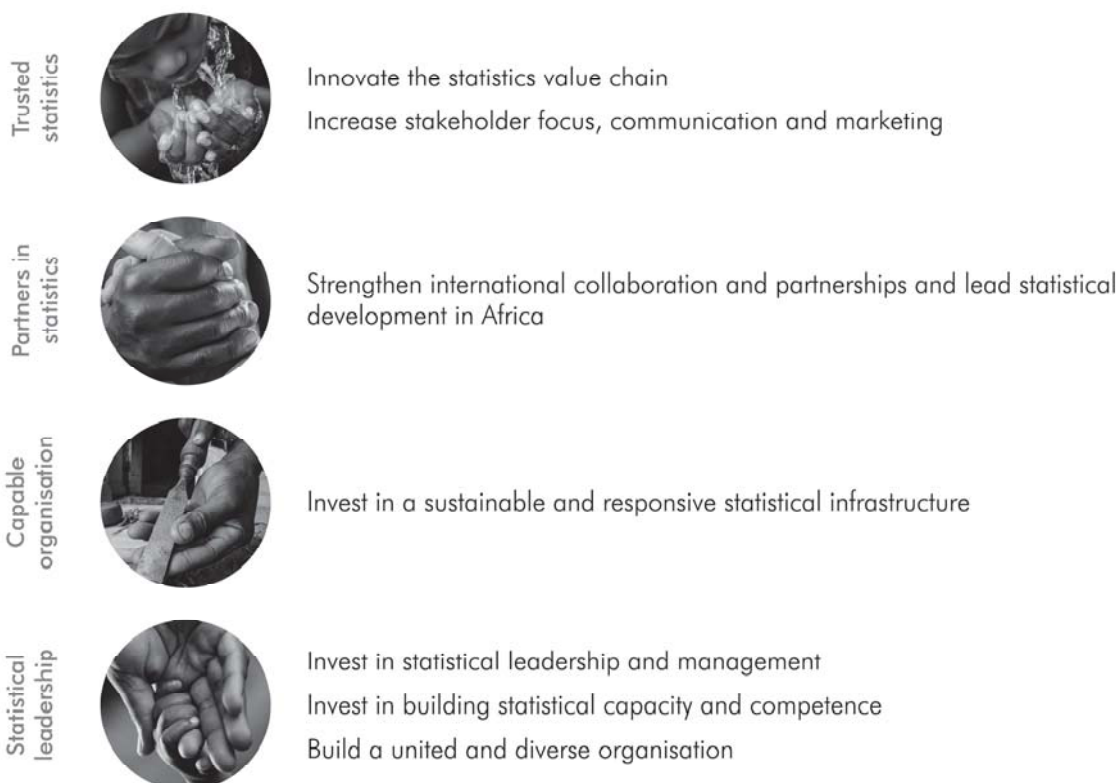 Trusted
statistics
Innovate the statistics value chain
Increase stakeholder focus, communication and marketing
Partners in
statistics
Strengthen international collaboration and partnerships and lead statistical
development in Africa
Capable
organisation
Invest in a sustainable and responsive statistical infrastructure
Statistical
leadership
Invest in statistical leadership and management
Invest in building statistical capacity and competence
Build a united and diverse organisation